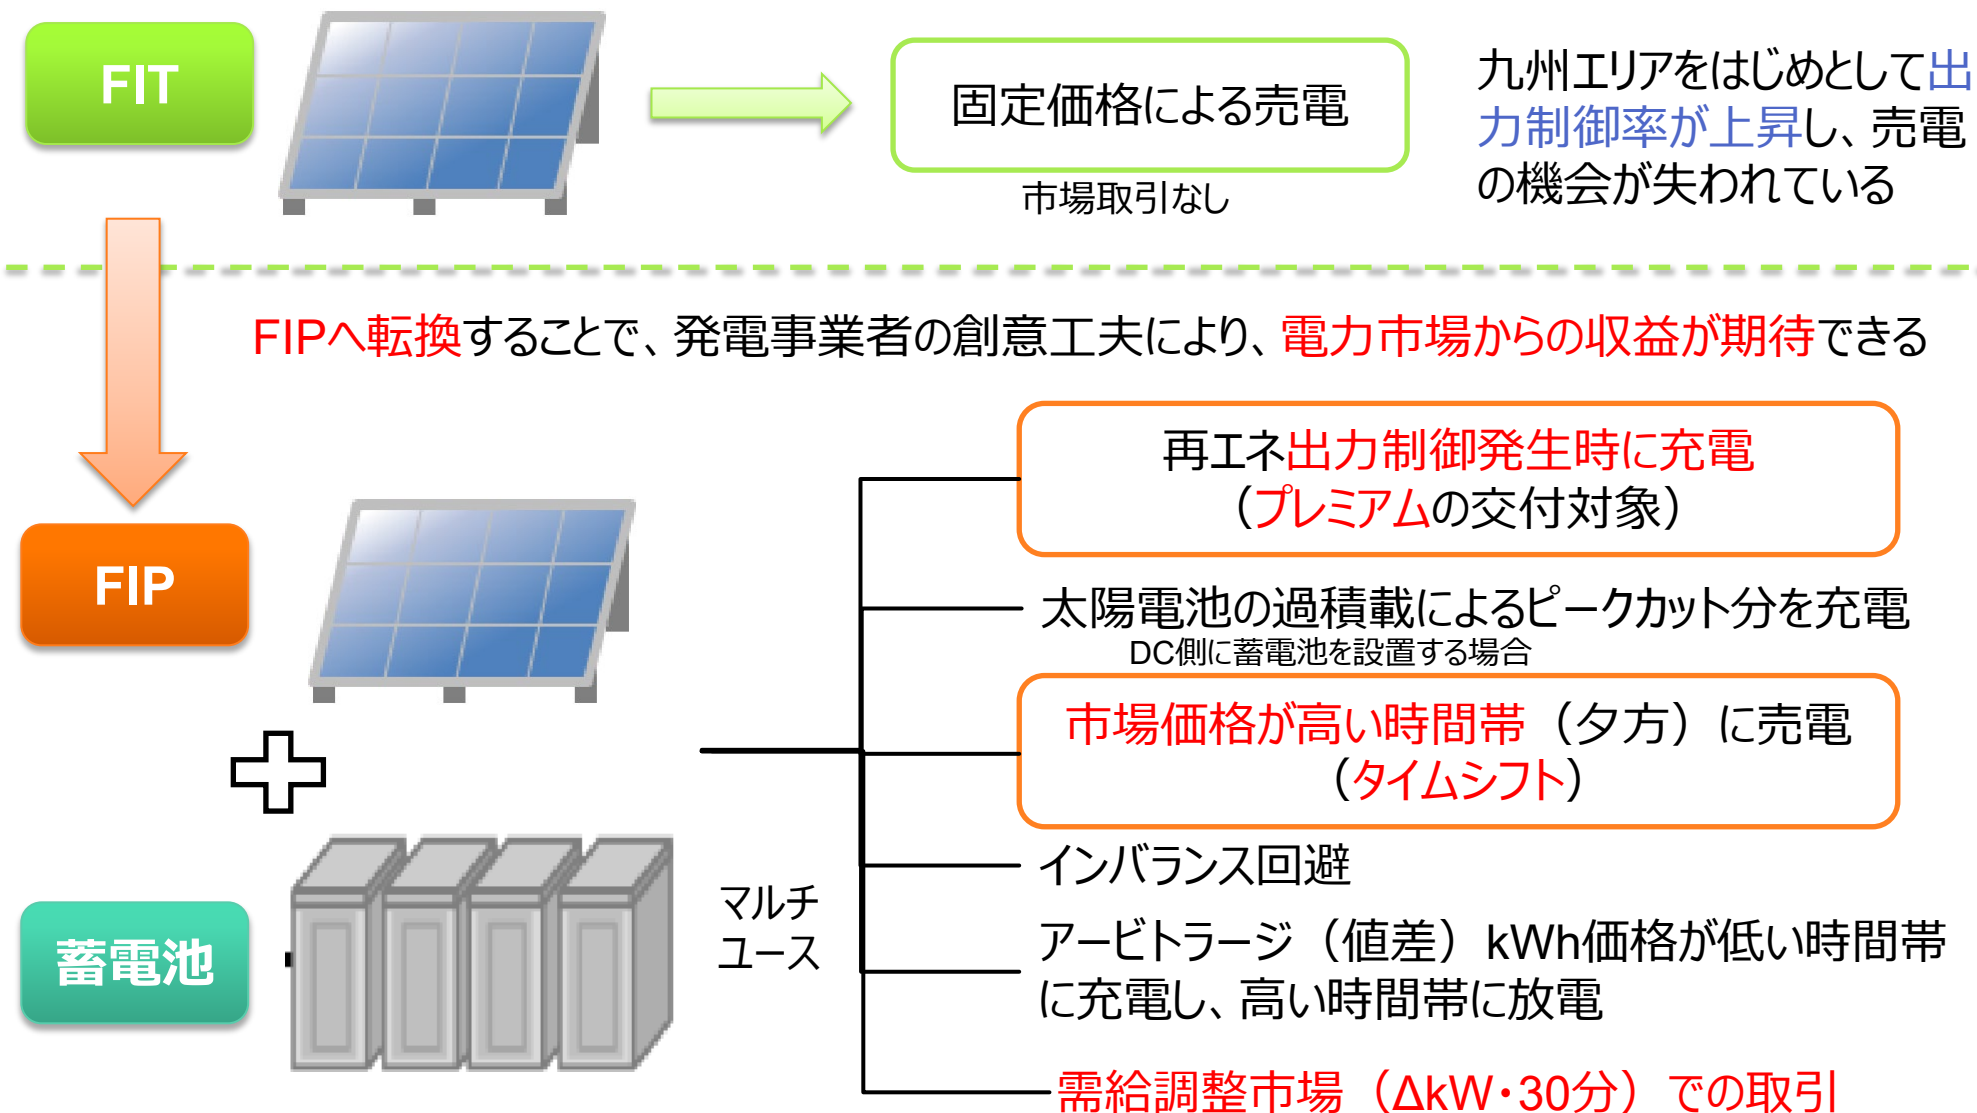 FIT
固定価格による売電
市場取引なし
九州エリアをはじめとして出
力制御率が上昇し、売電
の機会が失われている
FIPへ転換することで、発電事業者の創意工夫により、電力市場からの収益が期待できる
FIP
蓄電池
マルチ
ユース
再エネ出力制御発生時に充電
（プレミアムの交付対象）
太陽電池の過積載によるピークカット分を充電
DC側に蓄電池を設置する場合
市場価格が高い時間帯（夕方）に売電
（タイムシフト）
インバランス回避
アービトラージ（値差）kWh価格が低い時間帯
に充電し、高い時間帯に放電
需給調整市場（ΔkW・30分）での取引